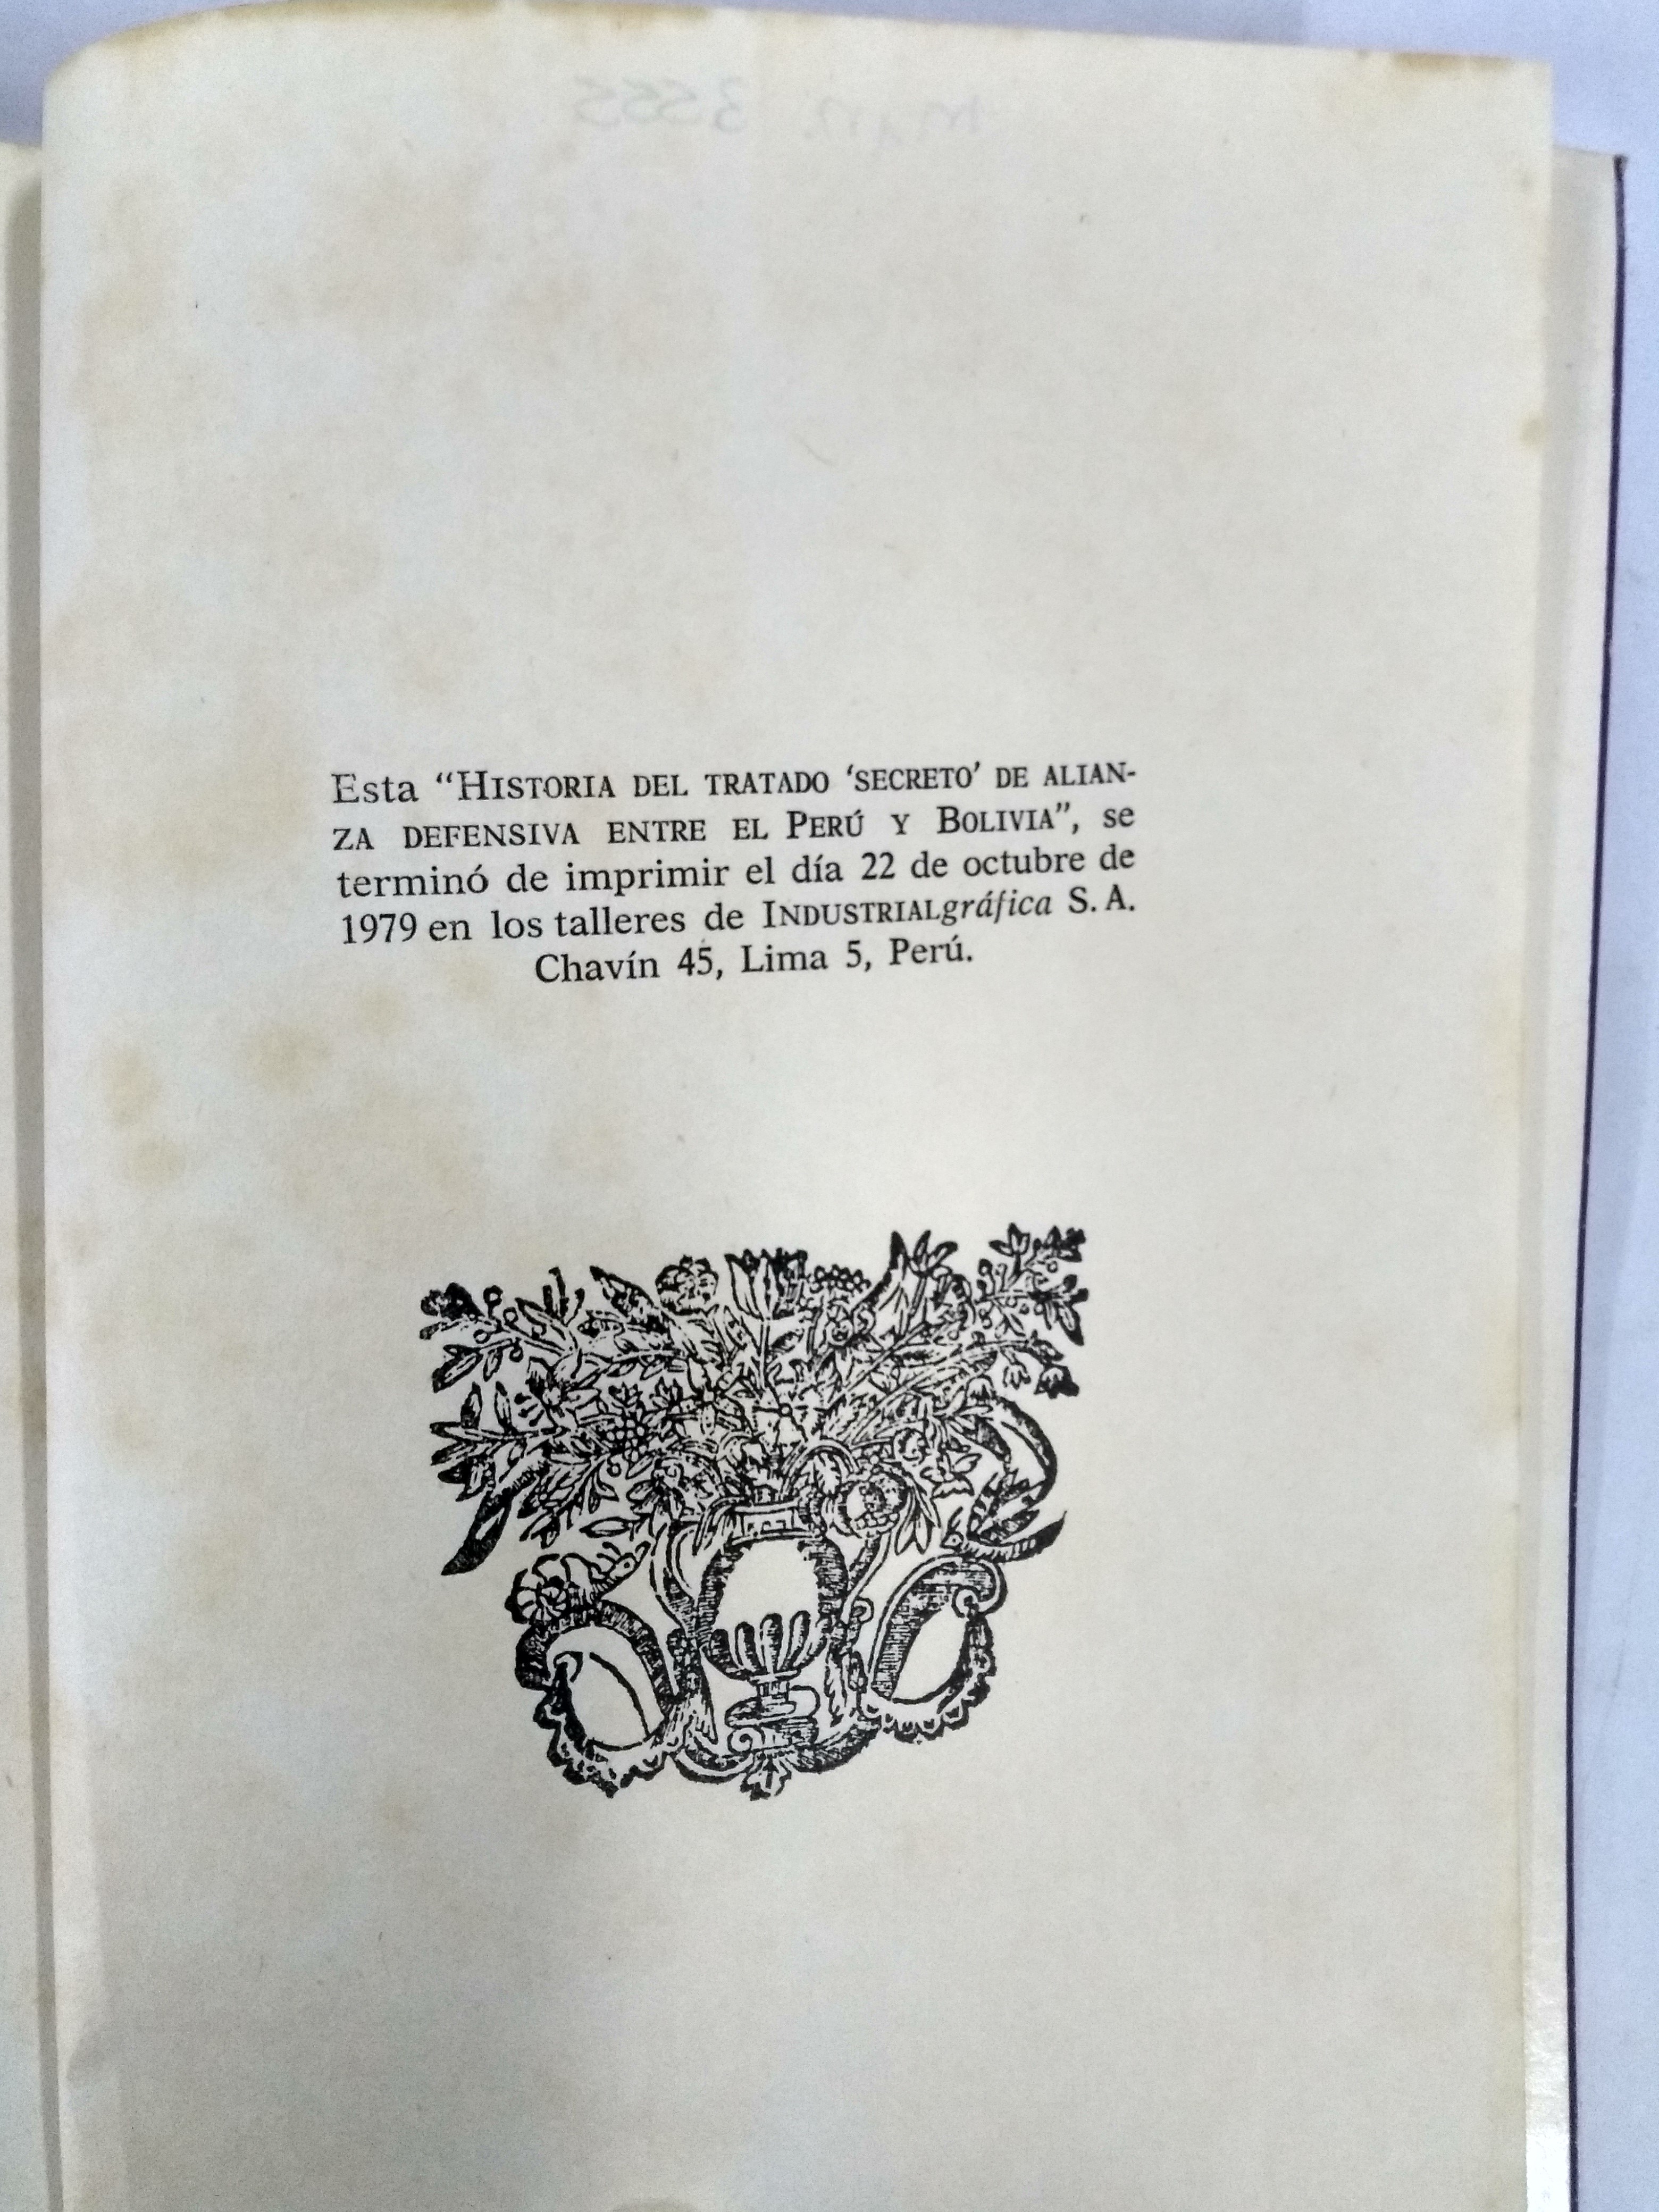 Esta “HISTORIA DEL TRATADO ‘SECRETO’ DE ALIAN-
ZA DEFENSIVA ENTRE EL PERÚ Y BOLIVIA”, se
terminó de imprimir el día 22 de octubre de
1979 en los talleres de INDUSTRIALgráfica S. A.
Chavín 45, Lima 5, Perú.